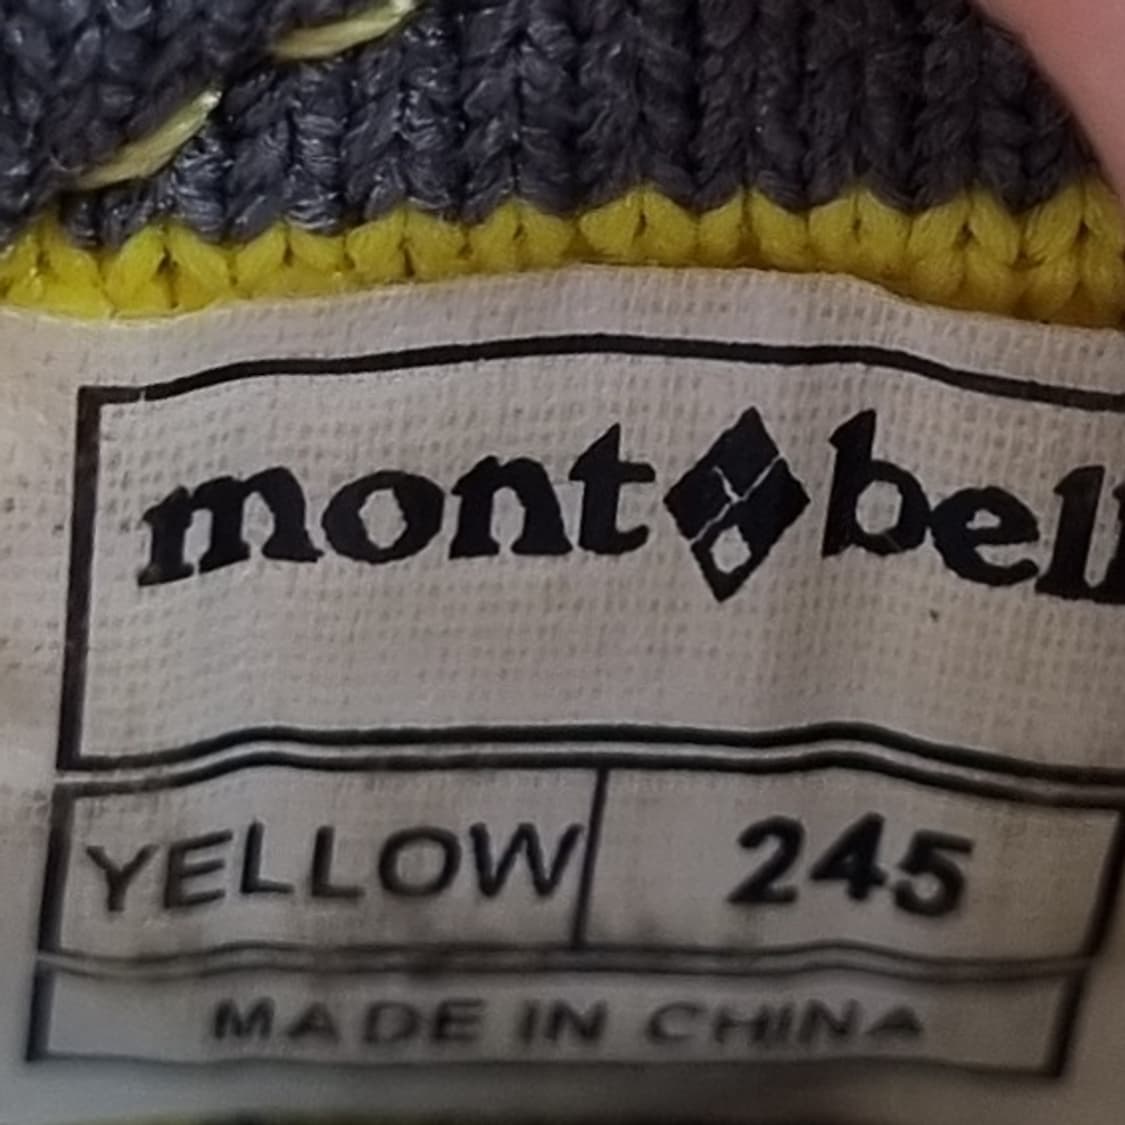 mont bell
YELLOW 245
MADE IN CHINA